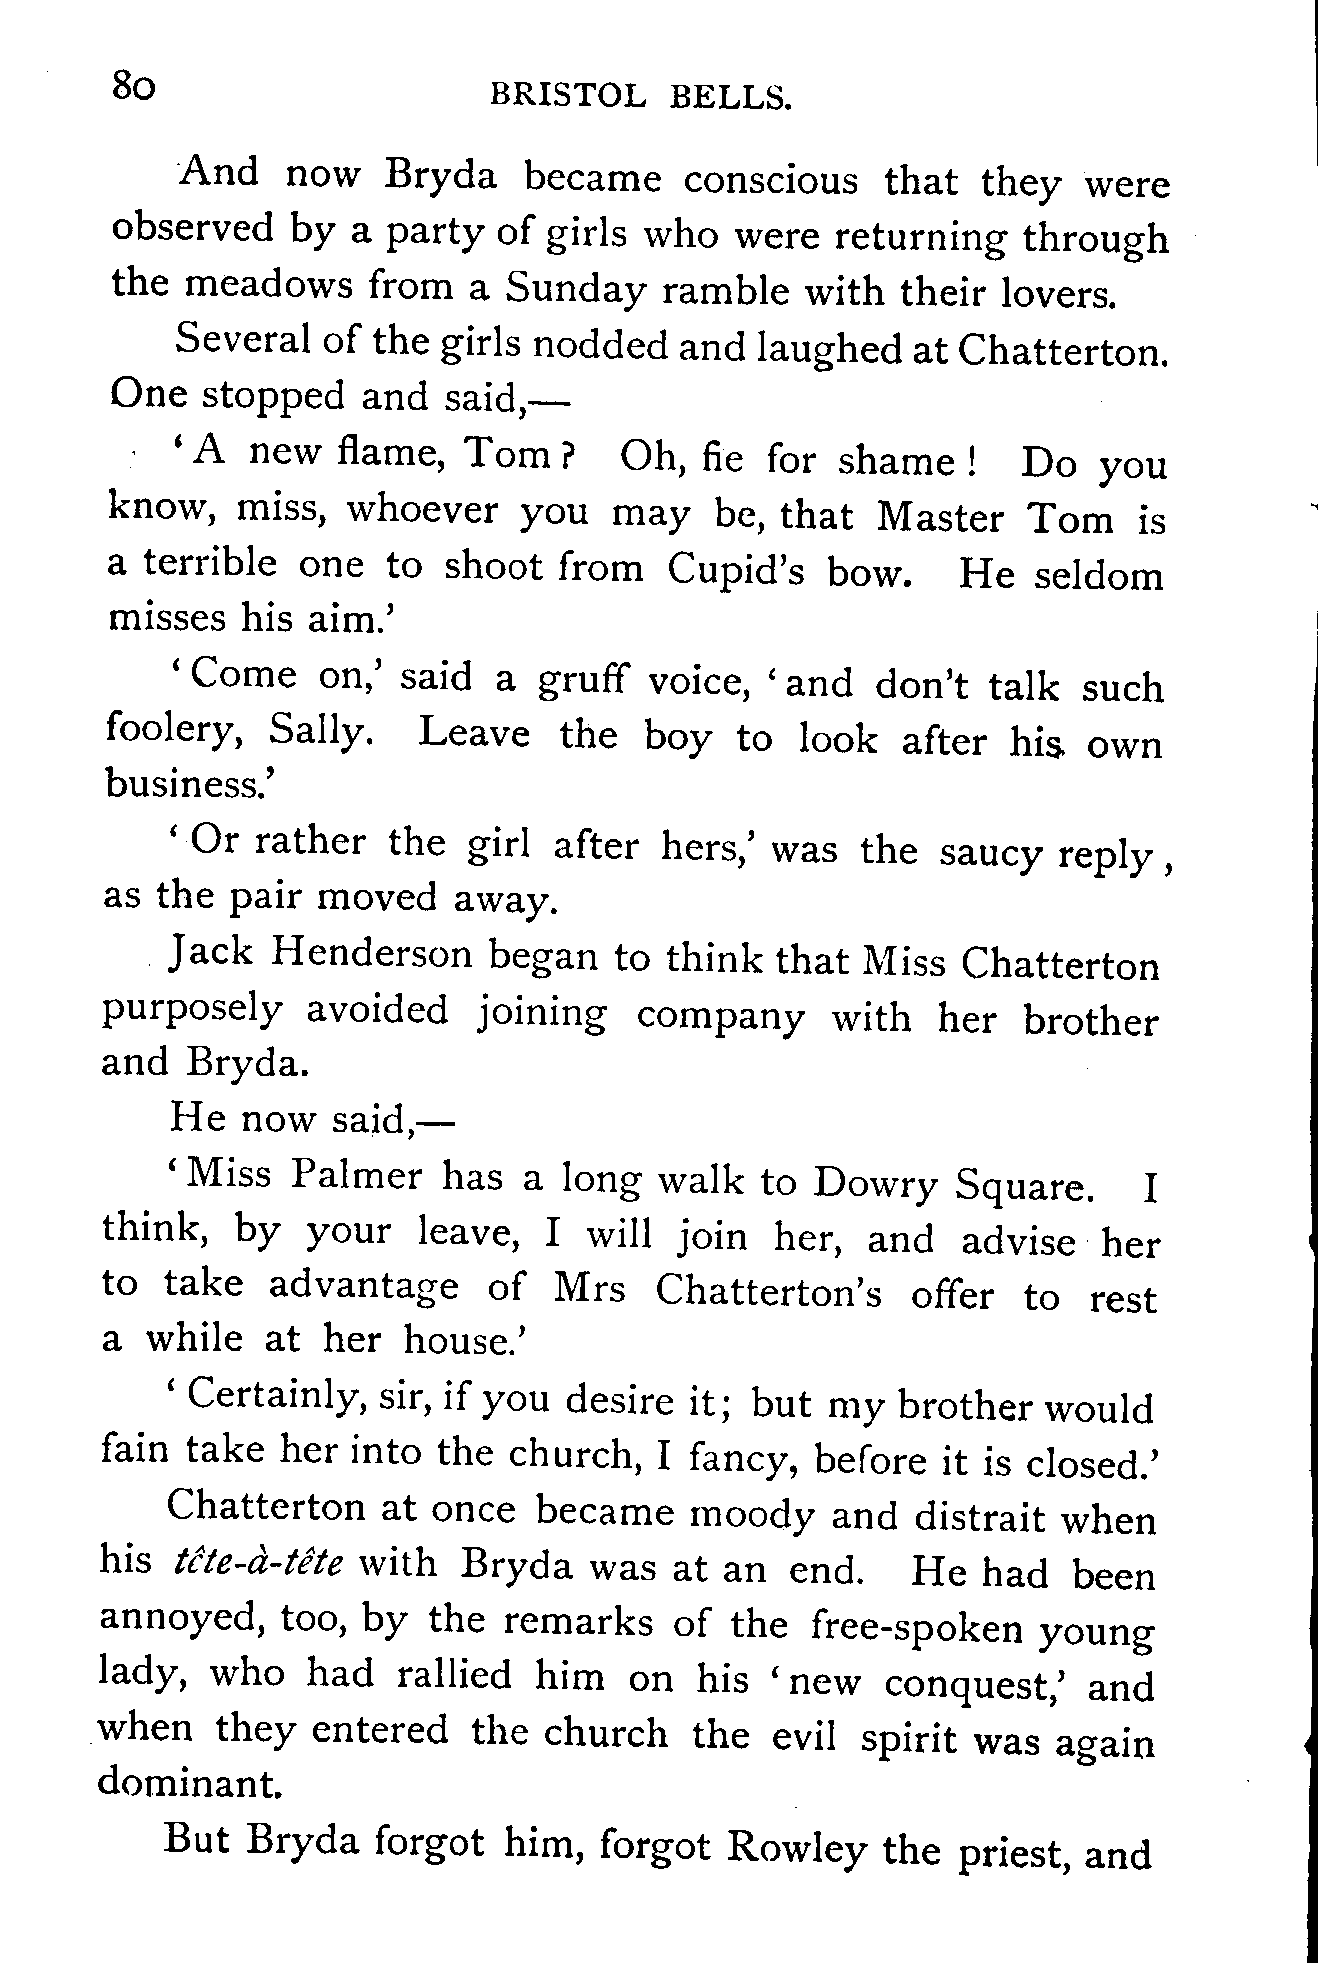 80
BRISTOL BELLS.
And now Bryda became conscious that they were
observed by a party of girls who were returning through
the meadows from a Sunday ramble with their lovers.
Several of the girls nodded and laughed at Chatterton.
One stopped and said,—
‘ A new flame, Tom ? Oh, fie for shame ! Do you
know, miss, whoever you may be, that Master Tom is
a terrible one to shoot from Cupid's bow. He seldom
misses his aim.’
‘ Come on,’ said a gruff voice, ‘ and don't talk such
foolery, Sally. Leave the boy to look after his own
business.’
‘ Or rather the girl after hers,’ was the saucy reply ,
as the pair moved away.
Jack Henderson began to think that Miss Chatterton
purposely avoided joining company with her brother
and Bryda.
He now said,—
‘ Miss Palmer has a long walk to Dowry Square. I
think, by your leave, I will join her, and advise her
to take advantage of Mrs Chatterton's offer to rest
a while at her house.’
‘ Certainly, sir, if you desire it; but my brother would
fain take her into the church, I fancy, before it is closed.’
Chatterton at once became moody and distrait when
his tête-à-tête with Bryda was at an end. He had been
annoyed, too, by the remarks of the free-spoken young
lady, who had rallied him on his ‘ new conquest,’ and
when they entered the church the evil spirit was again
dominant.
But Bryda forgot him, forgot Rowley the priest, and